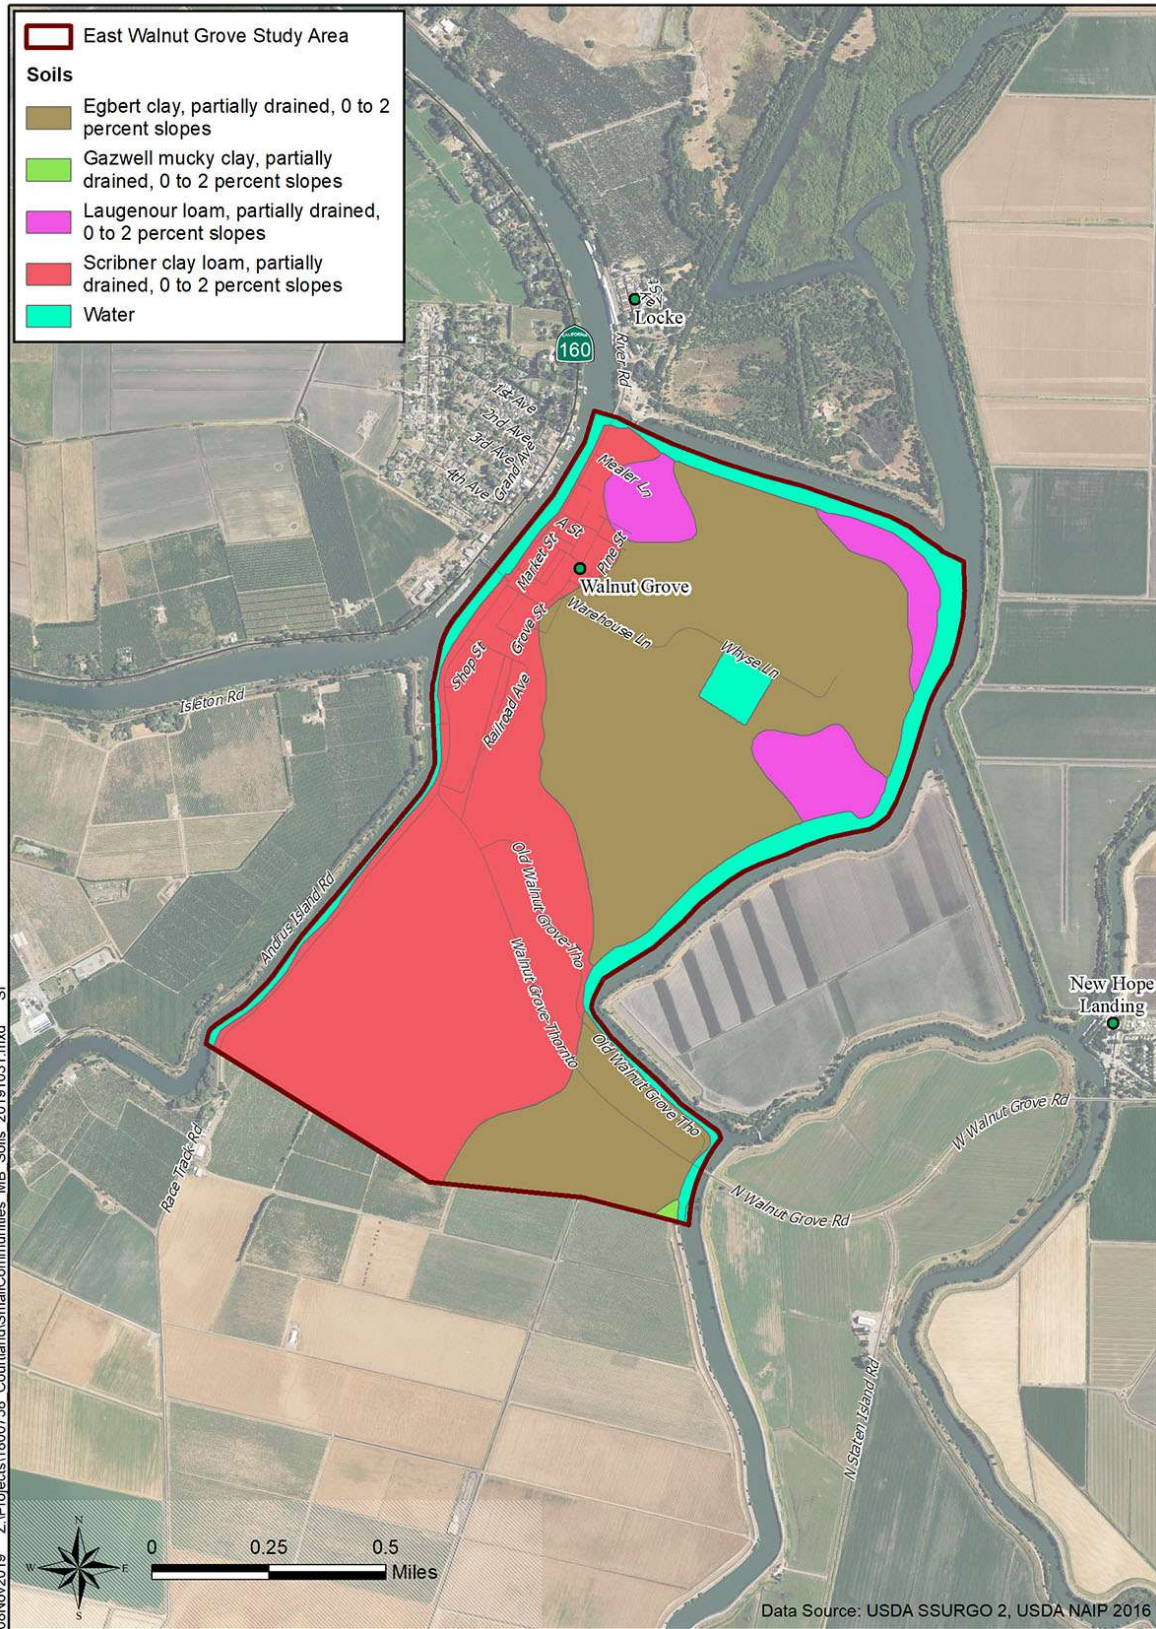 East Walnut Grove Study Area
Soils
Egbert clay, partially drained, 0 to 2
percent slopes
Gazwell mucky clay, partially
drained, 0 to 2 percent slopes
Laugenour loam, partially drained,
0 to 2 percent slopes
Scribner clay loam, partially
drained, 0 to 2 percent slopes
Water
Locke
CALIFORNIA
160
River Rd
1st Ave
2nd Ave
3rd Ave
4th Ave
Grand Ave
Mealer Ln
A St
Market St
Pine St
Walnut Grove
Grove St
Warehouse Ln
Whyse Ln
Shop St
Railroad Ave
Isleton Rd
Old Walnut Grove-Tho
Andrus Island Rd
Walnut Grove-Thornto
New Hope
Landing
Old Walnut Grove Tho
W Walnut Grove Rd
Race Track Rd
N Walnut Grove Rd
N Staten Island Rd
N
W
E
S
0
0.25
0.5
Miles
Data Source: USDA SSURGO 2, USDA NAIP 2016